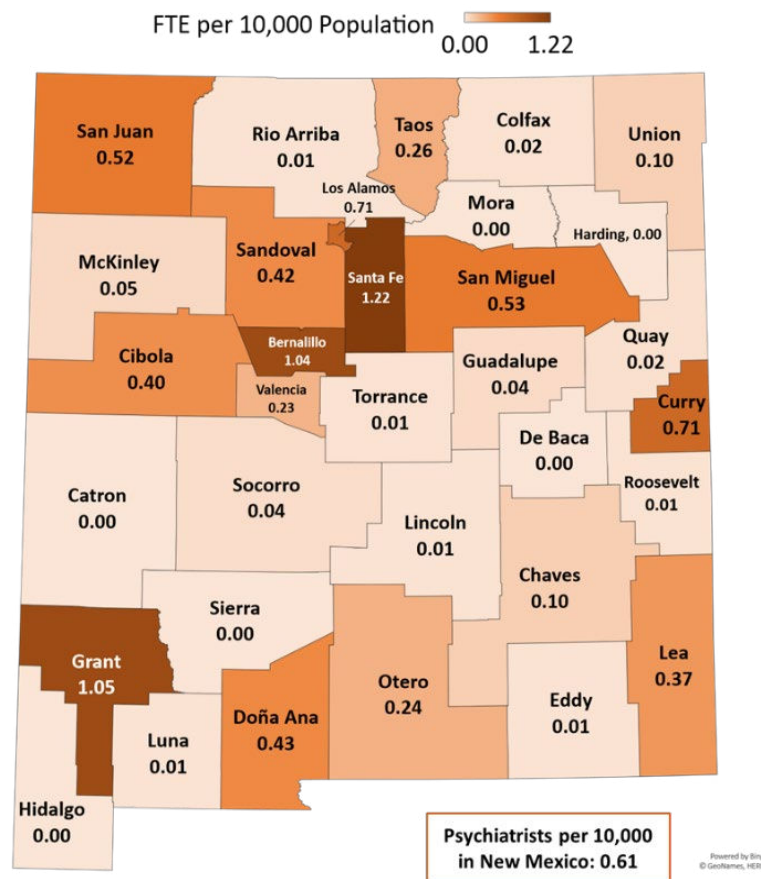 FTE per 10,000 Population
0.00 1.22
San Juan
0.52
Rio Arriba
0.01
Taos
0.26
Colfax
0.02
Union
0.10
Los Alamos
0.71
Mora
0.00
Harding, 0.00
McKinley
0.05
Sandoval
0.42
Santa Fe
1.22
San Miguel
0.53
Bernalillo
1.04
Cibola
0.40
Valencia
0.23
Torrance
0.01
Guadalupe
0.04
Quay
0.02
Curry
0.71
De Baca
0.00
Roosevelt
0.01
Catron
0.00
Socorro
0.04
Lincoln
0.01
Chaves
0.10
Sierra
0.00
Grant
1.05
Lea
0.37
Otero
0.24
Eddy
0.01
Doña Ana
0.43
Luna
0.01
Hidalgo
0.00
Psychiatrists per 10,000
in New Mexico: 0.61
Powered by Bing
© GeoNames, HERE